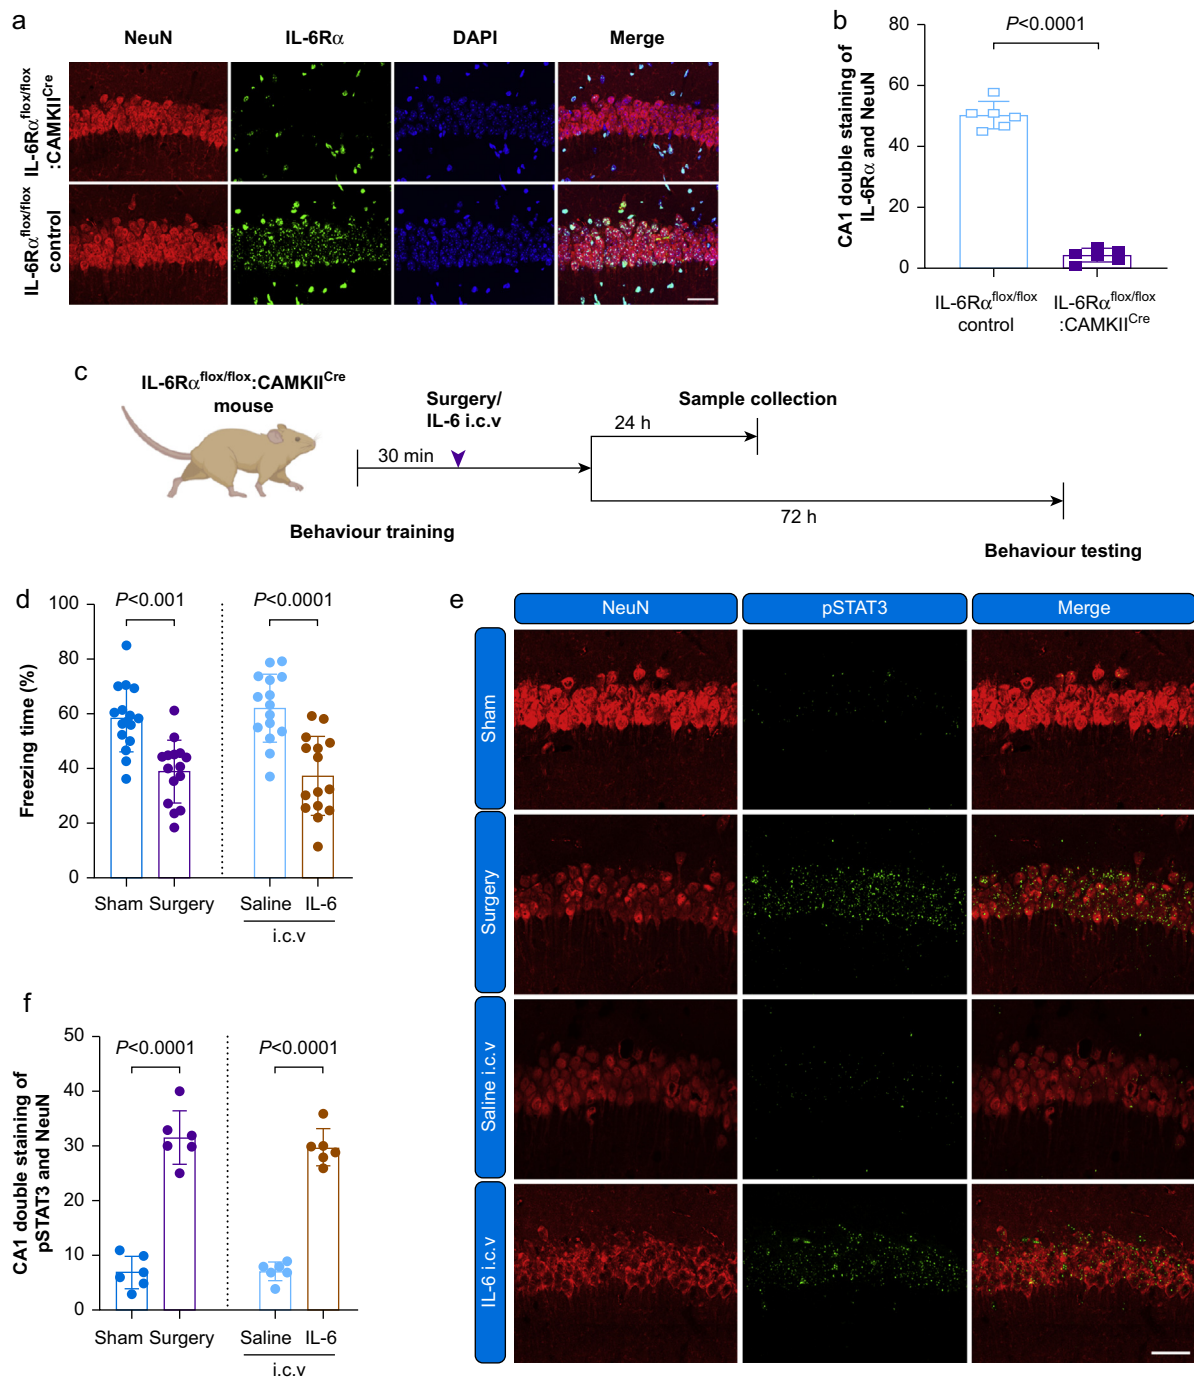 a
NeuN
IL-6Rα
DAPI
Merge
IL-6Rα^flox/flox
:CAMKII^Cre
IL-6Rα^flox/flox
control
b
P<0.0001
CA1 double staining of
IL-6Rα and NeuN
80
60
40
20
0
IL-6Rα^flox/flox
control
IL-6Rα^flox/flox
:CAMKII^Cre
c
IL-6Rα^flox/flox:CAMKII^Cre
mouse
Surgery/
IL-6 i.c.v
30 min
Sample collection
24 h
72 h
Behaviour training
Behaviour testing
d
P<0.001
P<0.0001
Freezing time (%)
100
80
60
40
20
0
Sham
Surgery
Saline
IL-6
i.c.v
e
NeuN
pSTAT3
Merge
Sham
Surgery
Saline i.c.v
IL-6 i.c.v
f
P<0.0001
P<0.0001
CA1 double staining of
pSTAT3 and NeuN
50
40
30
20
10
0
Sham
Surgery
Saline
IL-6
i.c.v